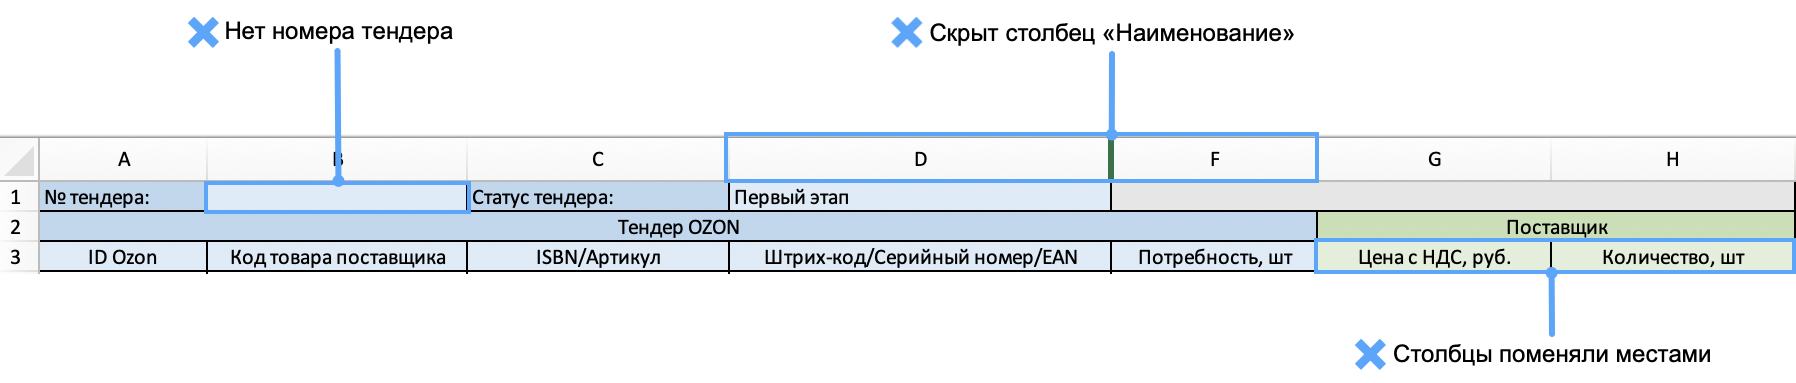 Нет номера тендера
Скрыт столбец «Наименование»
A B C D F G H
1 № тендера: Статус тендера: Первый этап
2 Тендер OZON Поставщик
3 ID Ozon Код товара поставщика ISBN/Артикул Штрих-код/Серийный номер/EAN Потребность, шт Цена с НДС, руб. Количество, шт
Столбцы поменяли местами